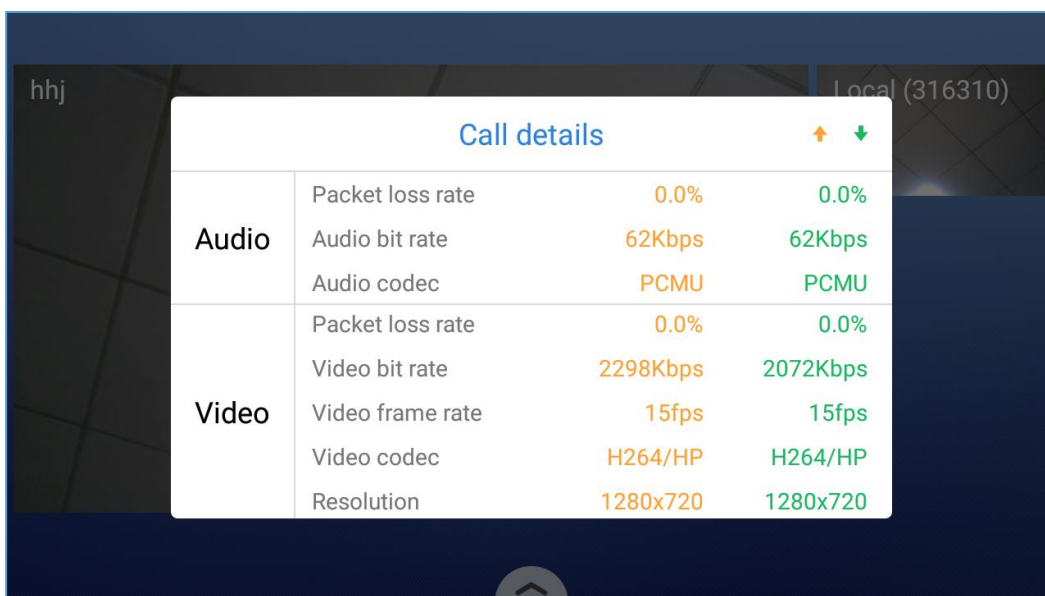 hhj
Local (316310)
Call details
Audio
Packet loss rate 0.0% 0.0%
Audio bit rate 62Kbps 62Kbps
Audio codec PCMU PCMU
Video
Packet loss rate 0.0% 0.0%
Video bit rate 2298Kbps 2072Kbps
Video frame rate 15fps 15fps
Video codec H264/HP H264/HP
Resolution 1280x720 1280x720